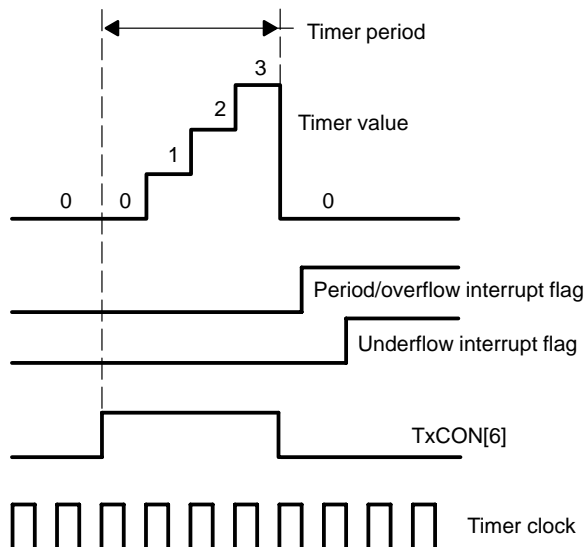 Timer period
3
2
Timer value
1
0 0 0
Period/overflow interrupt flag
Underflow interrupt flag
TxCON[6]
Timer clock